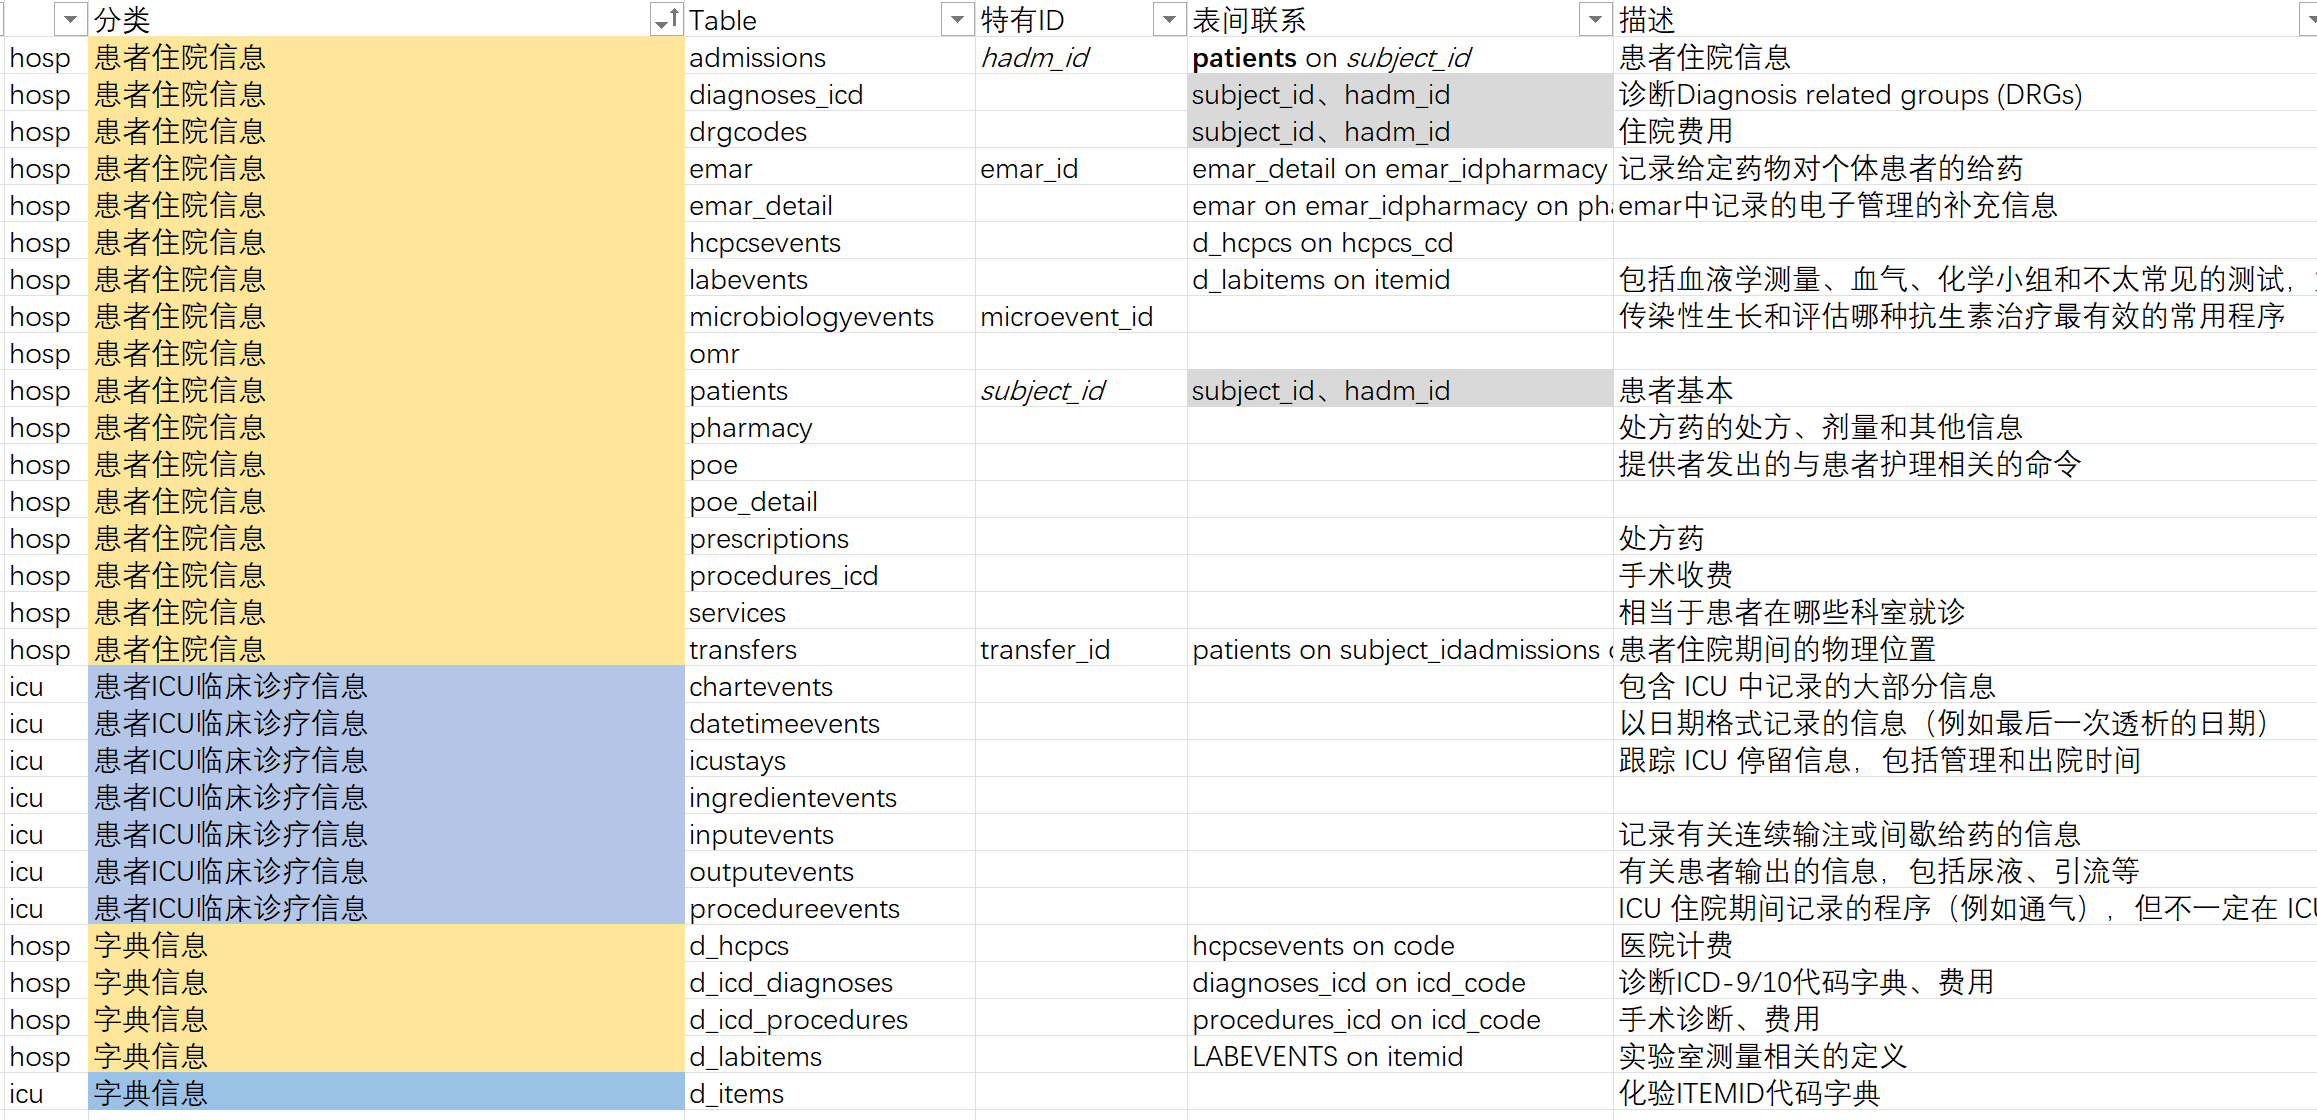 分类 Table 特有ID 表间联系 描述
hosp 患者住院信息 admissions hadm_id patients on subject_id 患者住院信息
hosp 患者住院信息 diagnoses_icd subject_id、hadm_id 诊断Diagnosis related groups (DRGs)
hosp 患者住院信息 drgcodes subject_id、hadm_id 住院费用
hosp 患者住院信息 emar emar_id emar_detail on emar_idpharmacy 记录给定药物对个体患者的给药
hosp 患者住院信息 emar_detail emar on emar_idpharmacy on pha emar中记录的电子管理的补充信息
hosp 患者住院信息 hcpcsevents d_hcpcs on hcpcs_cd
hosp 患者住院信息 labevents d_labitems on itemid 包括血液学测量、血气、化学小组和不太常见的测试,
hosp 患者住院信息 microbiologyevents microevent_id 传染性生长和评估哪种抗生素治疗最有效的常用程序
hosp 患者住院信息 omr
hosp 患者住院信息 patients subject_id subject_id、hadm_id 患者基本
hosp 患者住院信息 pharmacy 处方药的处方、剂量和其他信息
hosp 患者住院信息 poe 提供者发出的与患者护理相关的命令
hosp 患者住院信息 poe_detail
hosp 患者住院信息 prescriptions 处方药
hosp 患者住院信息 procedures_icd 手术收费
hosp 患者住院信息 services 相当于患者在哪些科室就诊
hosp 患者住院信息 transfers transfer_id patients on subject_idadmissions 患者住院期间的物理位置
icu 患者ICU临床诊疗信息 chartevents 包含 ICU 中记录的大部分信息
icu 患者ICU临床诊疗信息 datetimeevents 以日期格式记录的信息（例如最后一次透析的日期）
icu 患者ICU临床诊疗信息 icustays 跟踪 ICU 停留信息，包括管理和出院时间
icu 患者ICU临床诊疗信息 ingredientevents
icu 患者ICU临床诊疗信息 inputevents 记录有关连续输注或间歇给药的信息
icu 患者ICU临床诊疗信息 outputevents 有关患者输出的信息，包括尿液、引流等
icu 患者ICU临床诊疗信息 procedureevents ICU 住院期间记录的程序（例如通气），但不一定在 ICU
hosp 字典信息 d_hcpcs hcpcsevents on code 医院计费
hosp 字典信息 d_icd_diagnoses diagnoses_icd on icd_code 诊断ICD-9/10代码字典、费用
hosp 字典信息 d_icd_procedures procedures_icd on icd_code 手术诊断、费用
hosp 字典信息 d_labitems LABEVENTS on itemid 实验室测量相关的定义
icu 字典信息 d_items 化验ITEMID代码字典